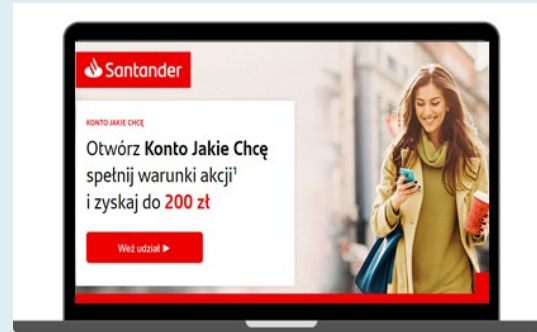 Santander
KONTO JAKIE CHCĘ
Otwórz Konto Jakie Chcę
spełnij warunki akcji¹
i zyskaj do 200 zł
Weź udział ▶